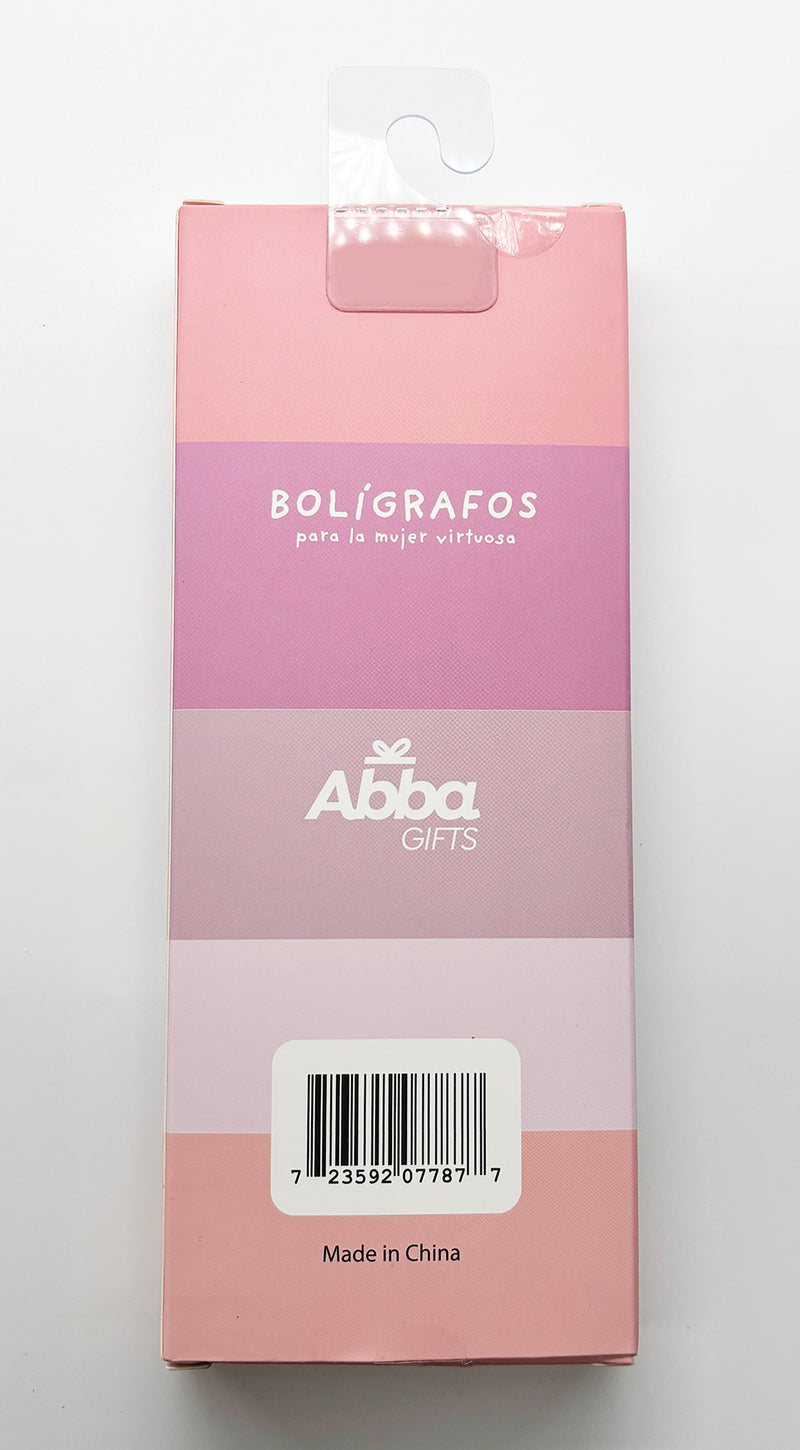 BOLÍGRAFOS
para la mujer virtuosa
Abba
GIFTS
7 23592 07787 7
Made in China